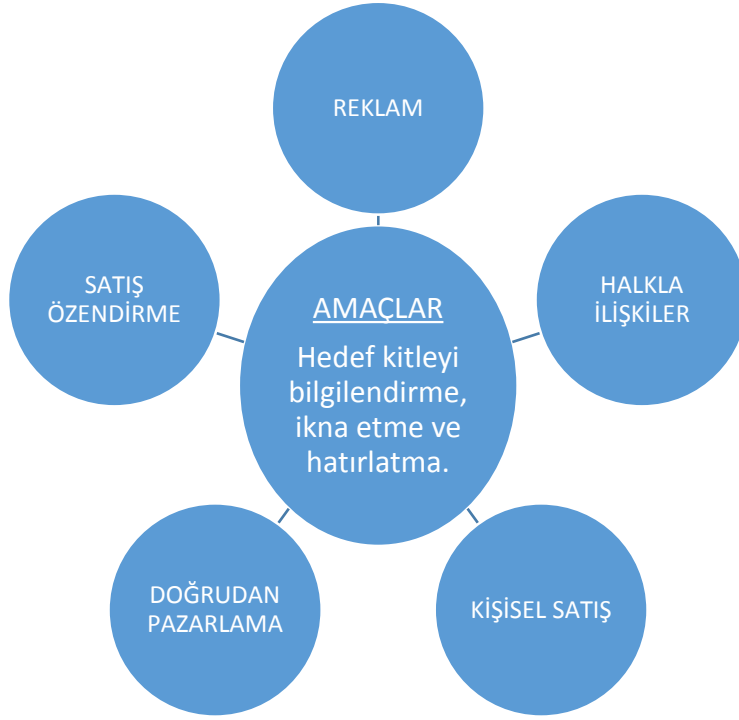 REKLAM
SATIŞ
ÖZENDİRME
HALKLA
İLİŞKİLER
AMAÇLAR
Hedef kitleyi
bilgilendirme,
ikna etme ve
hatırlatma.
DOĞRUDAN
PAZARLAMA
KİŞİSEL SATIŞ